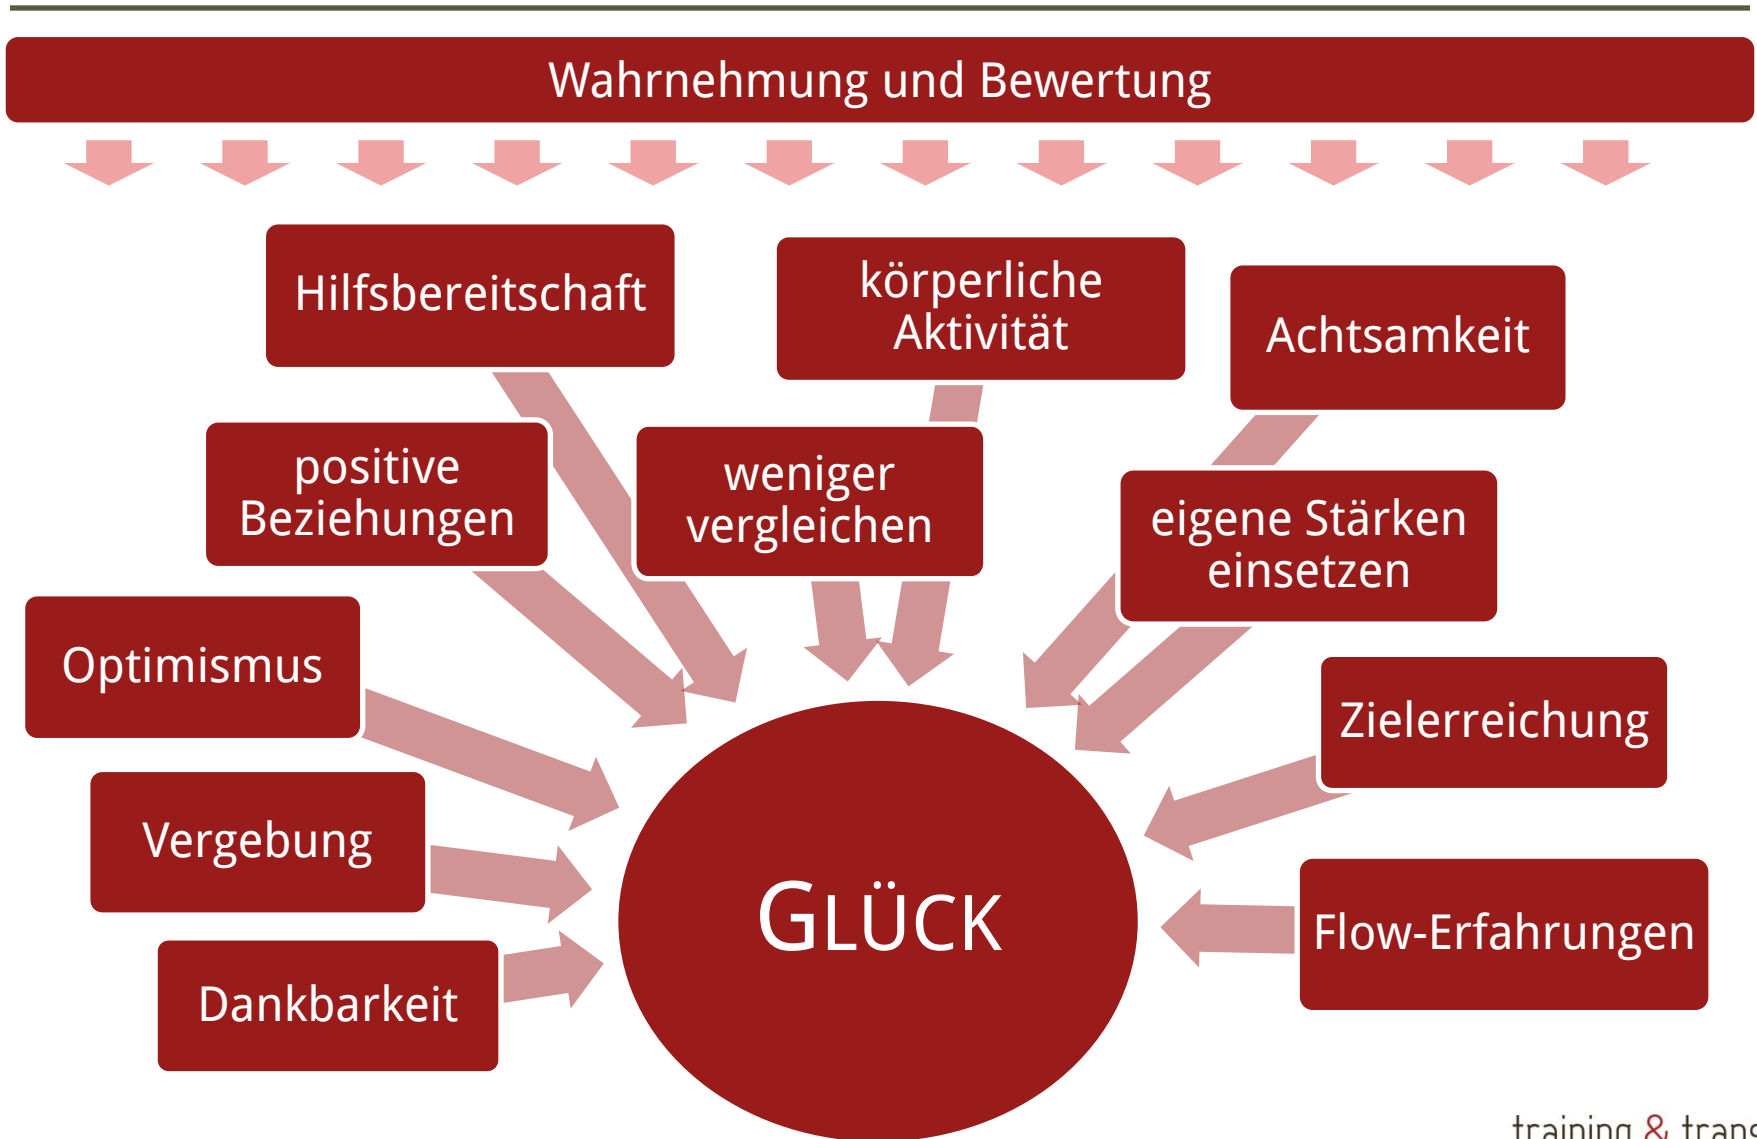 Wahrnehmung und Bewertung
Hilfsbereitschaft
körperliche
Aktivität
Achtsamkeit
positive
Beziehungen
weniger
vergleichen
eigene Stärken
einsetzen
Optimismus
Zielerreichung
Vergebung
GLÜCK
Flow-Erfahrungen
Dankbarkeit
training &